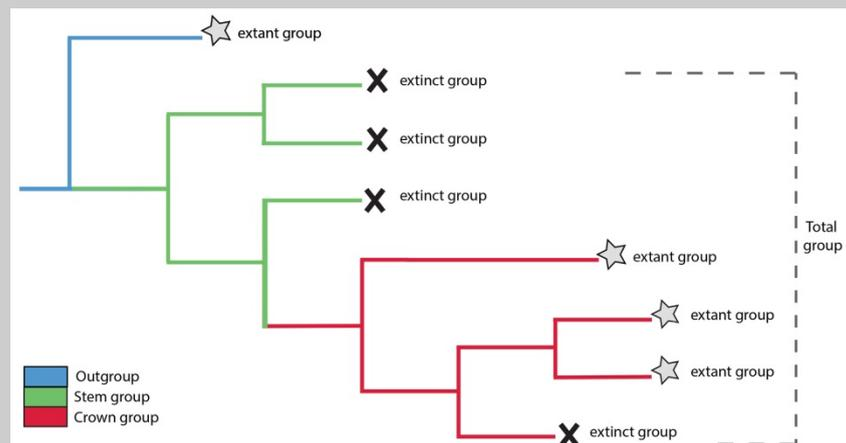 extant group
extinct group
extinct group
extinct group
Total
group
extant group
extant group
extant group
extinct group
Outgroup
Stem group
Crown group